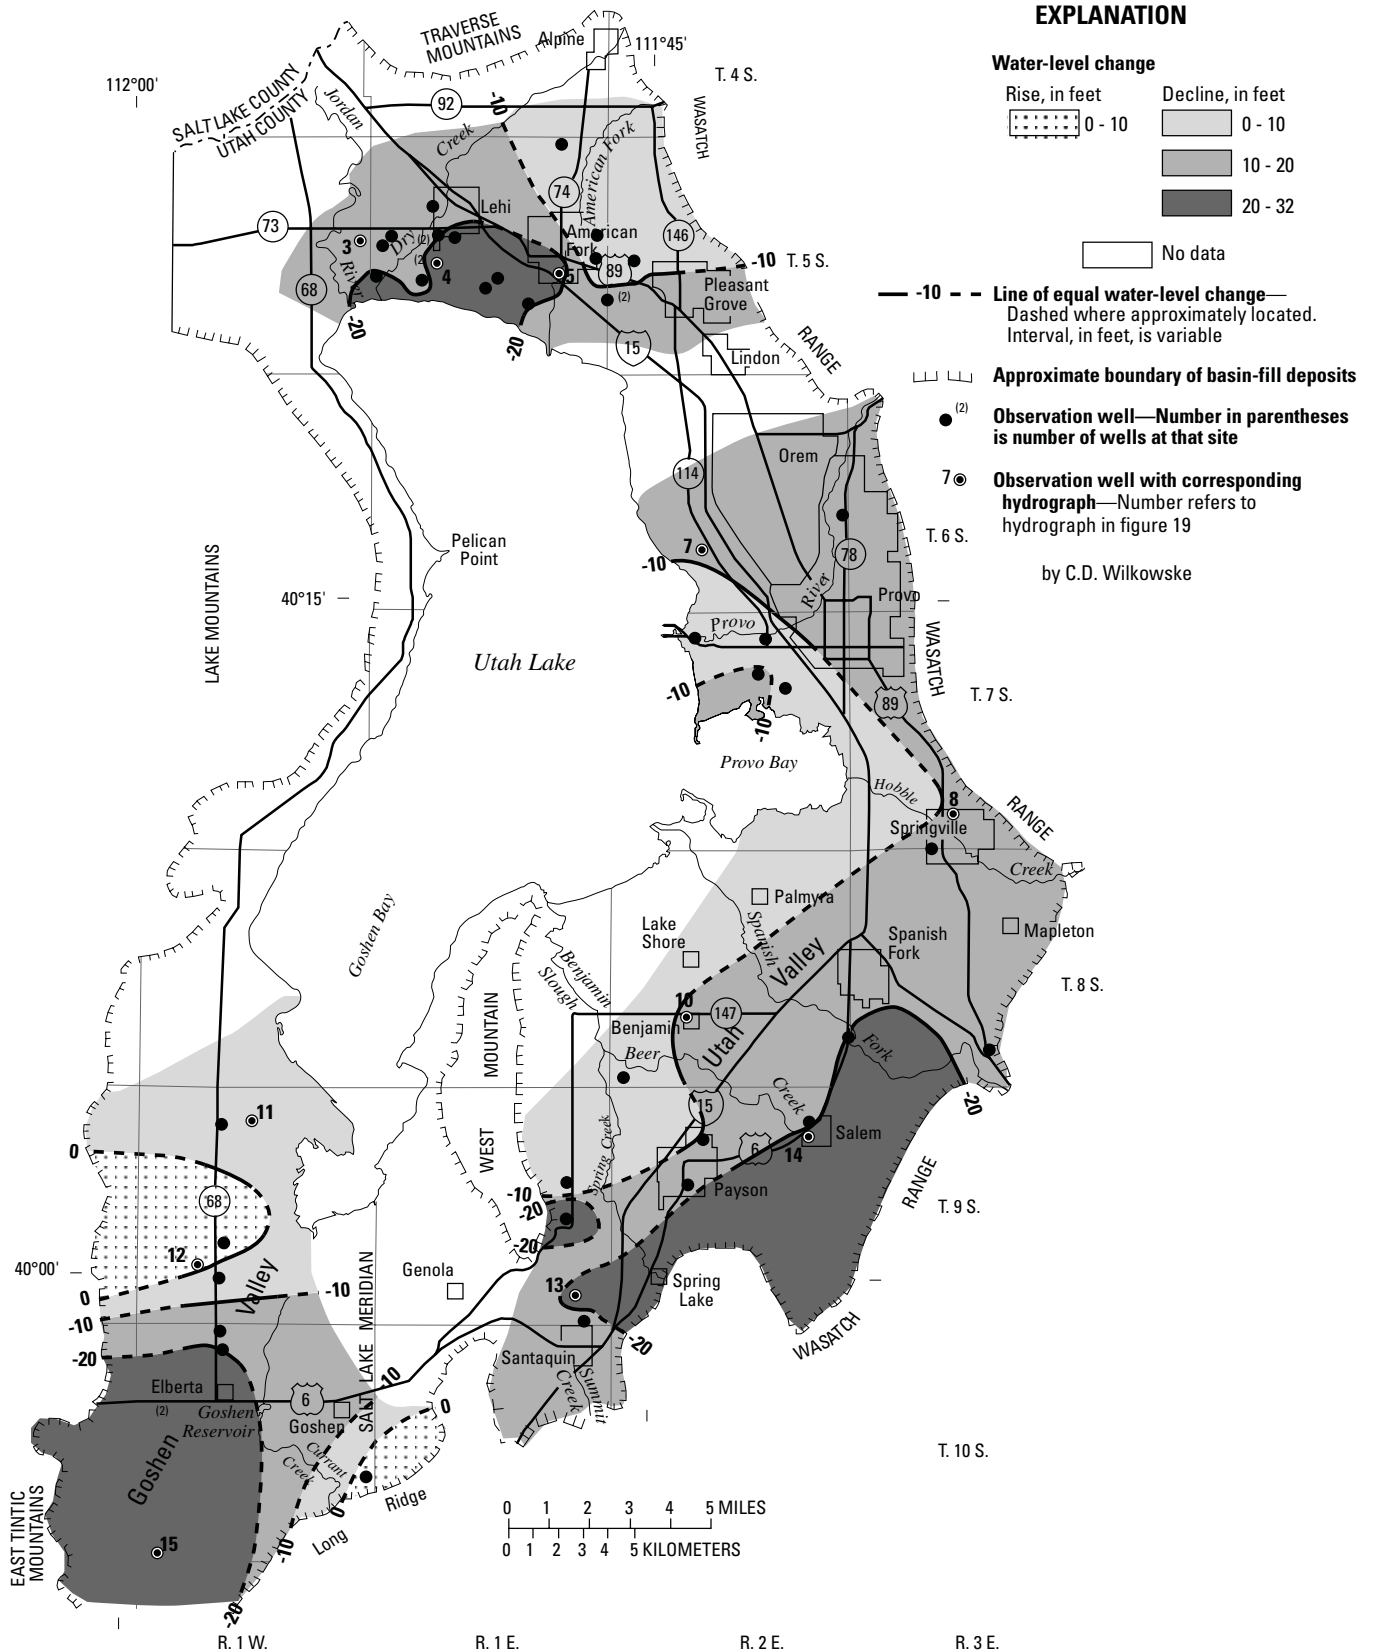 EXPLANATION
Water-level change
Rise, in feet
Decline, in feet
0 - 10
0 - 10
10 - 20
20 - 32
No data
-10
Line of equal water-level change—
Dashed where approximately located.
Interval, in feet, is variable
Approximate boundary of basin-fill deposits
(2)
Observation well—Number in parentheses
is number of wells at that site
7
Observation well with corresponding
hydrograph—Number refers to
hydrograph in figure 19
by C.D. Wilkowske
TRAVERSE
MOUNTAINS
Alpine
111°45'
112°00'
T. 4 S.
SALT LAKE COUNTY
UTAH COUNTY
Jordan
92
-10
Creek
American Fork
WASATCH
74
Lehi
73
3
Dry
(2)
(2)
4
American
Fork
146
5
89
-10
T. 5 S.
68
River
Pleasant
Grove
(2)
-20
-20
15
Lindon
RANGE
Orem
114
T. 6 S.
7
78
-10
Pelican
Point
LAKE MOUNTAINS
40°15'
River
Provo
Provo
WASATCH
Utah Lake
-10
-10
89
T. 7 S.
Provo Bay
Hobble
8
Springville
RANGE
Creek
Palmyra
Spanish
Lake
Shore
Spanish
Fork
Mapleton
Goshen Bay
Benjamin
Slough
Valley
T. 8 S.
MOUNTAIN
10
147
Benjamin
Utah
Beer
Fork
-20
Creek
15
11
Salem
6
14
0
WEST
Spring Creek
Payson
RANGE
-10
68
-20
T. 9 S.
-20
12
40°00'
Genola
13
Spring
Lake
0
Valley
-10
-10
SALT LAKE MERIDIAN
-20
-20
WASATCH
Santaquin
Elberta
-10
Creek
Summit
(2)
Goshen
Reservoir
6
Goshen
0
Currant
Creek
Goshen
T. 10 S.
Ridge
0
Long
EAST TINTIC
MOUNTAINS
15
-10
-20
0 1 2 3 4 5 MILES
0 1 2 3 4 5 KILOMETERS
R. 1 W.
R. 1 E.
R. 2 E.
R. 3 E.